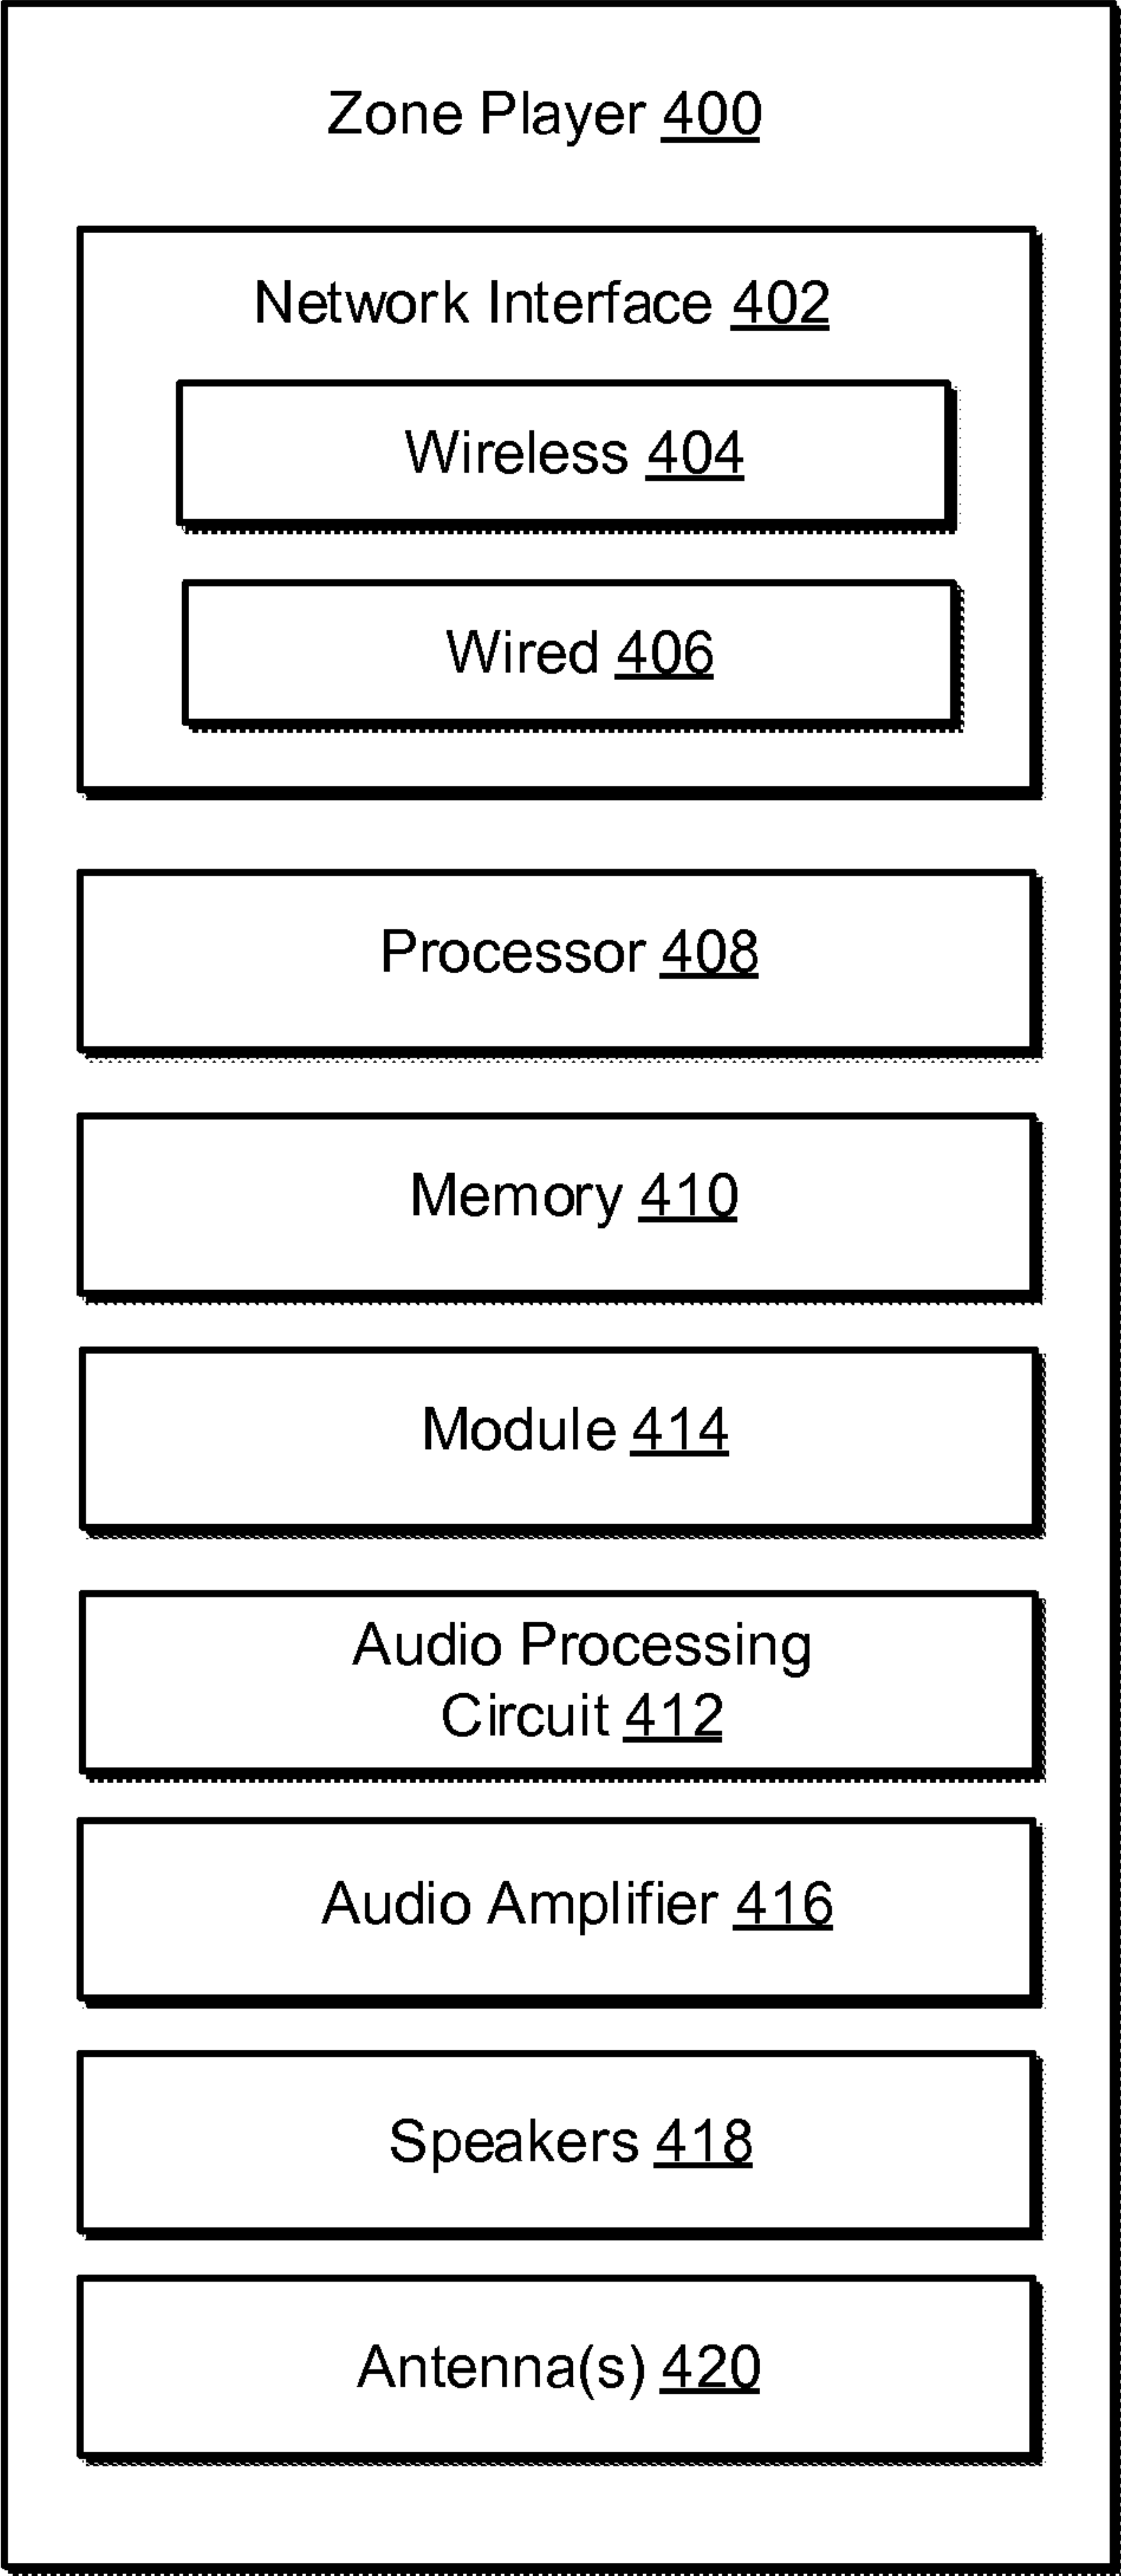 Zone Player 400
Network Interface 402
Wireless 404
Wired 406
Processor 408
Memory 410
Module 414
Audio Processing
Circuit 412
Audio Amplifier 416
Speakers 418
Antenna(s) 420